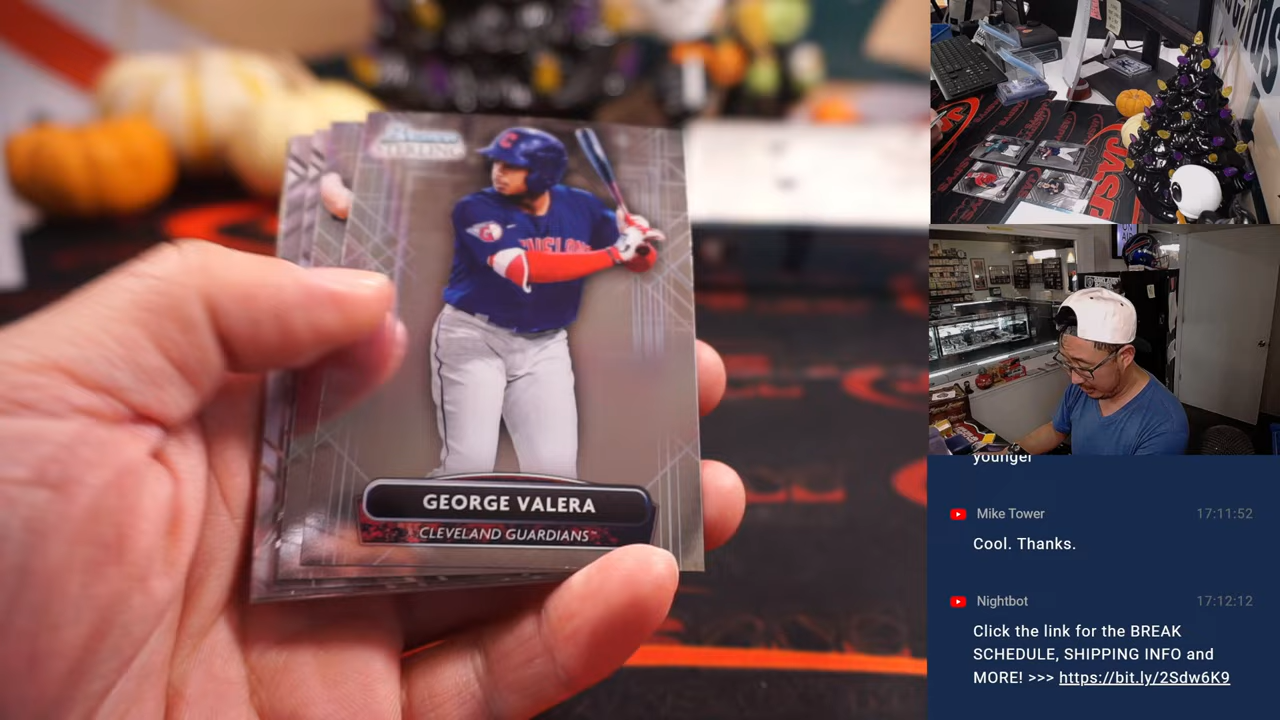 Bowman
STERLING
C
GEORGE VALERA
CLEVELAND GUARDIANS
JASP
younger
Mike Tower 17:11:52
Cool. Thanks.
Nightbot 17:12:12
Click the link for the BREAK
SCHEDULE, SHIPPING INFO and
MORE! >>> https://bit.ly/2Sdw6K9